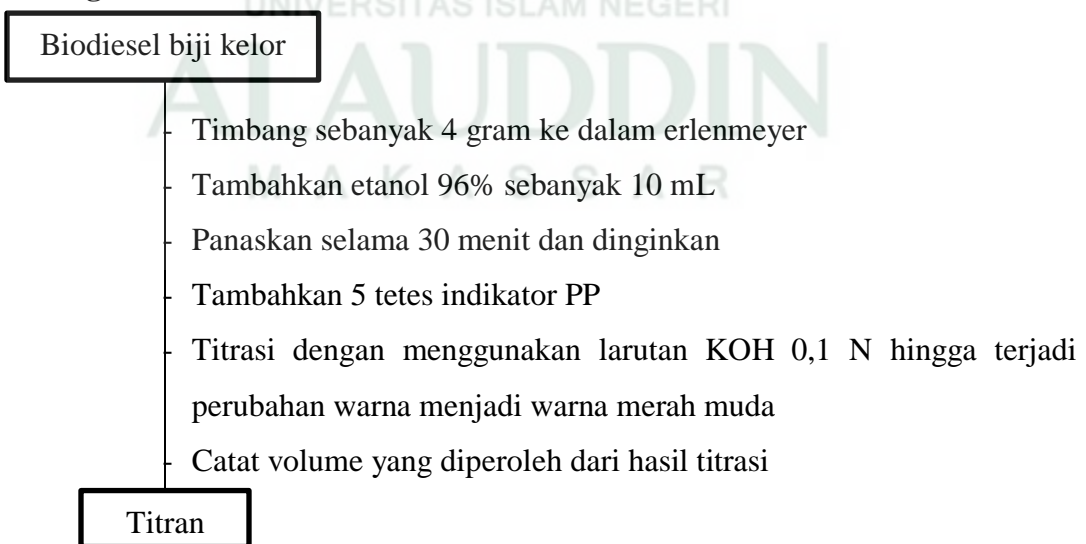 UNIVERSITAS ISLAM NEGERI
Biodiesel biji kelor
ALAUDDIN
- Timbang sebanyak 4 gram ke dalam erlenmeyer
M A K A S S A R
- Tambahkan etanol 96% sebanyak 10 mL
- Panaskan selama 30 menit dan dinginkan
- Tambahkan 5 tetes indikator PP
- Titrasi dengan menggunakan larutan KOH 0,1 N hingga terjadi
perubahan warna menjadi warna merah muda
- Catat volume yang diperoleh dari hasil titrasi
Titran